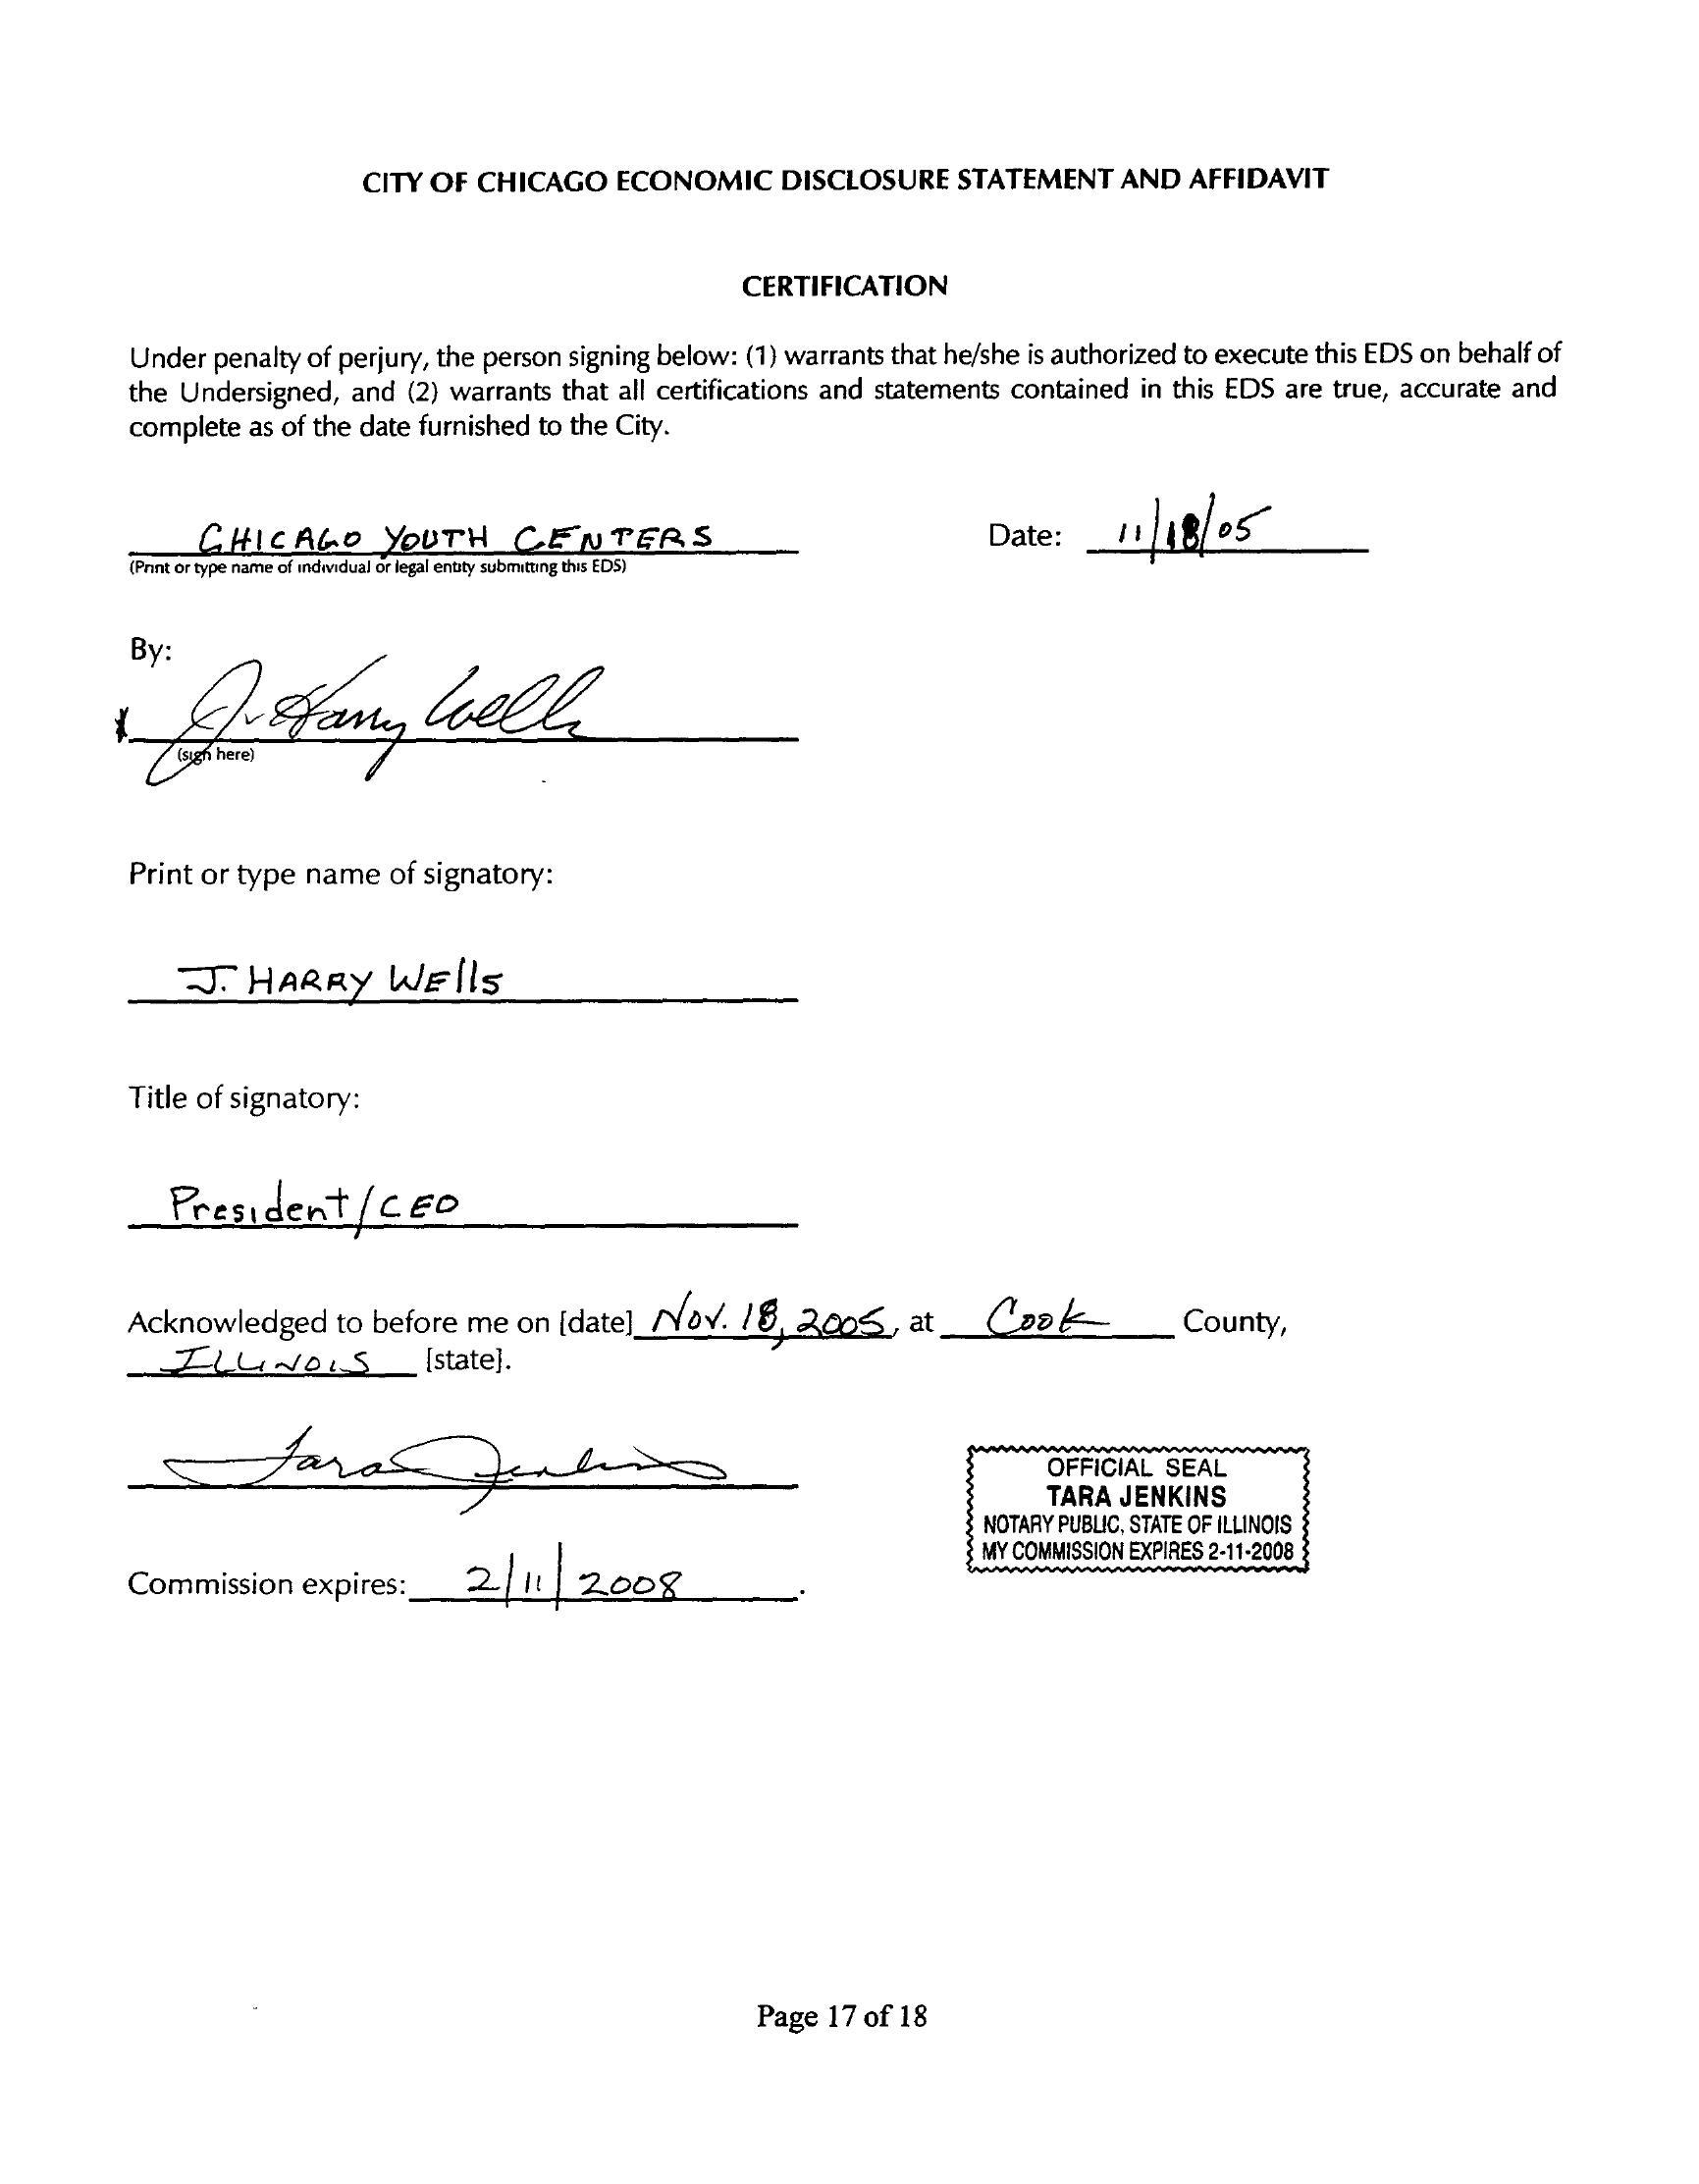 CITY OF CHICAGO ECONOMIC DISCLOSURE STATEMENT AND AFFIDAVIT
CERTIFICATION
Under penalty of perjury, the person signing below: (1) warrants that he/she is authorized to execute this EDS on behalf of
the Undersigned, and (2) warrants that all certifications and statements contained in this EDS are true, accurate and
complete as of the date furnished to the City.
CHICAGO YOUTH CENTERS Date: 11/18/05
(Print or type name of individual or legal entity submitting this EDS)
By:
J. Harry Wells
(sign here)
Print or type name of signatory:
J. HARRY WEllS
Title of signatory:
President/CEO
Acknowledged to before me on [date] Nov. 18, 2005, at Cook County,
ILLINOIS [state].
Tara Jenkins
OFFICIAL SEAL
TARA JENKINS
NOTARY PUBLIC, STATE OF ILLINOIS
MY COMMISSION EXPIRES 2-11-2008
Commission expires: 2/11/2008.
Page 17 of 18